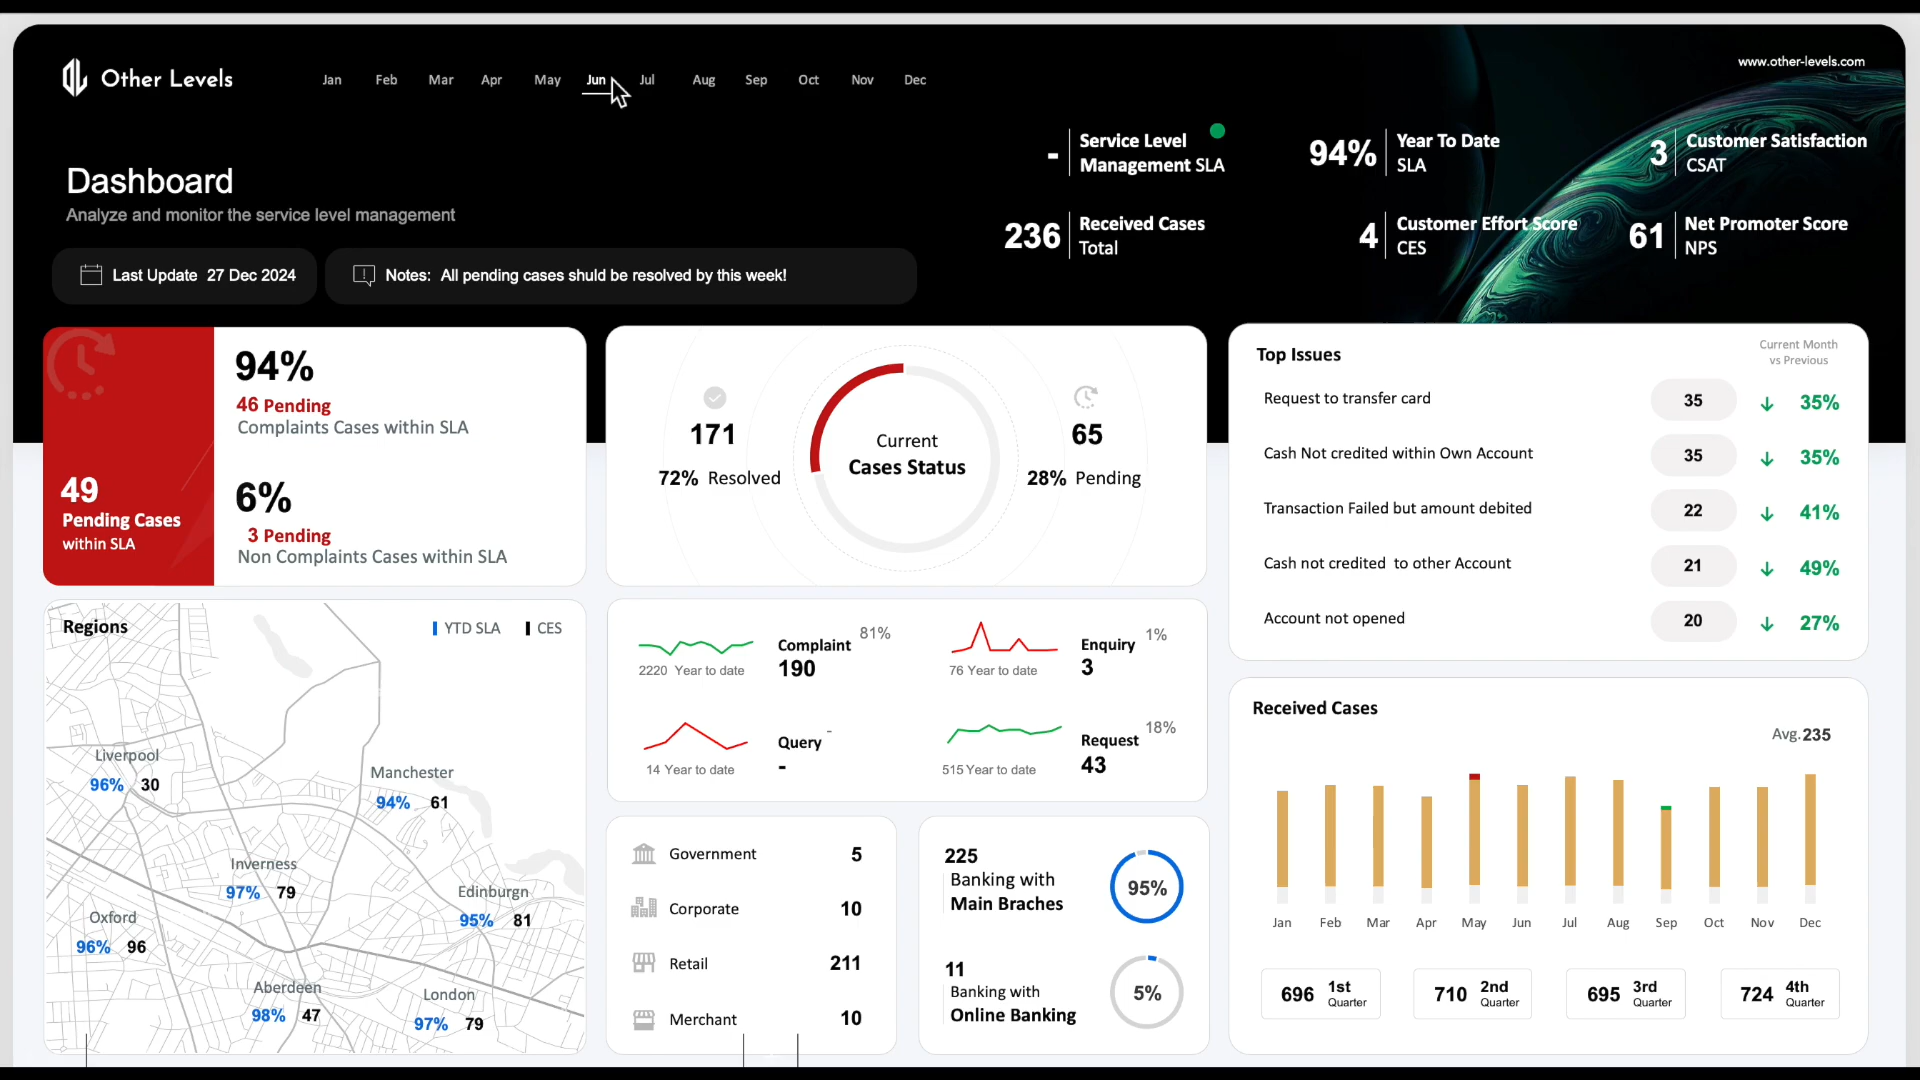 Other Levels
Jan Feb Mar Apr May Jun Jul Aug Sep Oct Nov Dec
www.other-levels.com
Dashboard
Analyze and monitor the service level management
Last Update 27 Dec 2024
Notes: All pending cases shuld be resolved by this week!
-
Service Level
Management SLA
94%
Year To Date
SLA
3
Customer Satisfaction
CSAT
236
Received Cases
Total
4
Customer Effort Score
CES
61
Net Promoter Score
NPS
49
Pending Cases
within SLA
94%
46 Pending
Complaints Cases within SLA
6%
3 Pending
Non Complaints Cases within SLA
171
72% Resolved
Current
Cases Status
65
28% Pending
Top Issues
Current Month
vs Previous
Request to transfer card 35 35%
Cash Not credited within Own Account 35 35%
Transaction Failed but amount debited 22 41%
Cash not credited to other Account 21 49%
Account not opened 20 27%
Regions
YTD SLA CES
Liverpool
96% 30
Manchester
94% 61
Inverness
97% 79
Edinburgn
95% 81
Oxford
96% 96
Aberdeen
98% 47
London
97% 79
2220 Year to date
Complaint 81%
190
76 Year to date
Enquiry 1%
3
14 Year to date
Query -
-
515 Year to date
Request 18%
43
Government 5
Corporate 10
Retail 211
Merchant 10
225
Banking with
Main Braches
95%
11
Banking with
Online Banking
5%
Received Cases
Avg. 235
Jan Feb Mar Apr May Jun Jul Aug Sep Oct Nov Dec
696 1st
Quarter
710 2nd
Quarter
695 3rd
Quarter
724 4th
Quarter